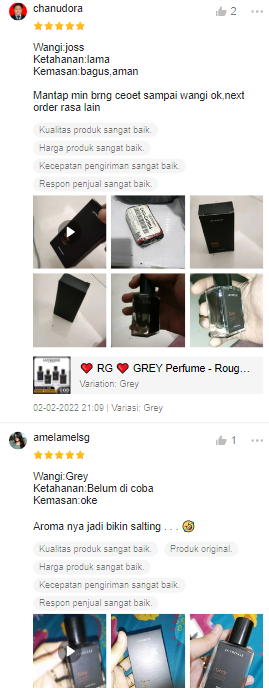 chanudora
2
Wangi:joss
Ketahanan:lama
Kemasan:bagus,aman
Mantap min brng ceoet sampai wangi ok,next
order rasa lain
Kualitas produk sangat baik.
Harga produk sangat baik.
Kecepatan pengiriman sangat baik.
Respon penjual sangat baik.
RG GREY Perfume - Roug...
Variation: Grey
02-02-2022 21:09 | Variasi: Grey
amelamelsg
1
Wangi:Grey
Ketahanan:Belum di coba
Kemasan:oke
Aroma nya jadi bikin salting . . .
Kualitas produk sangat baik.
Produk original.
Harga produk sangat baik.
Kecepatan pengiriman sangat baik.
Respon penjual sangat baik.
Grey